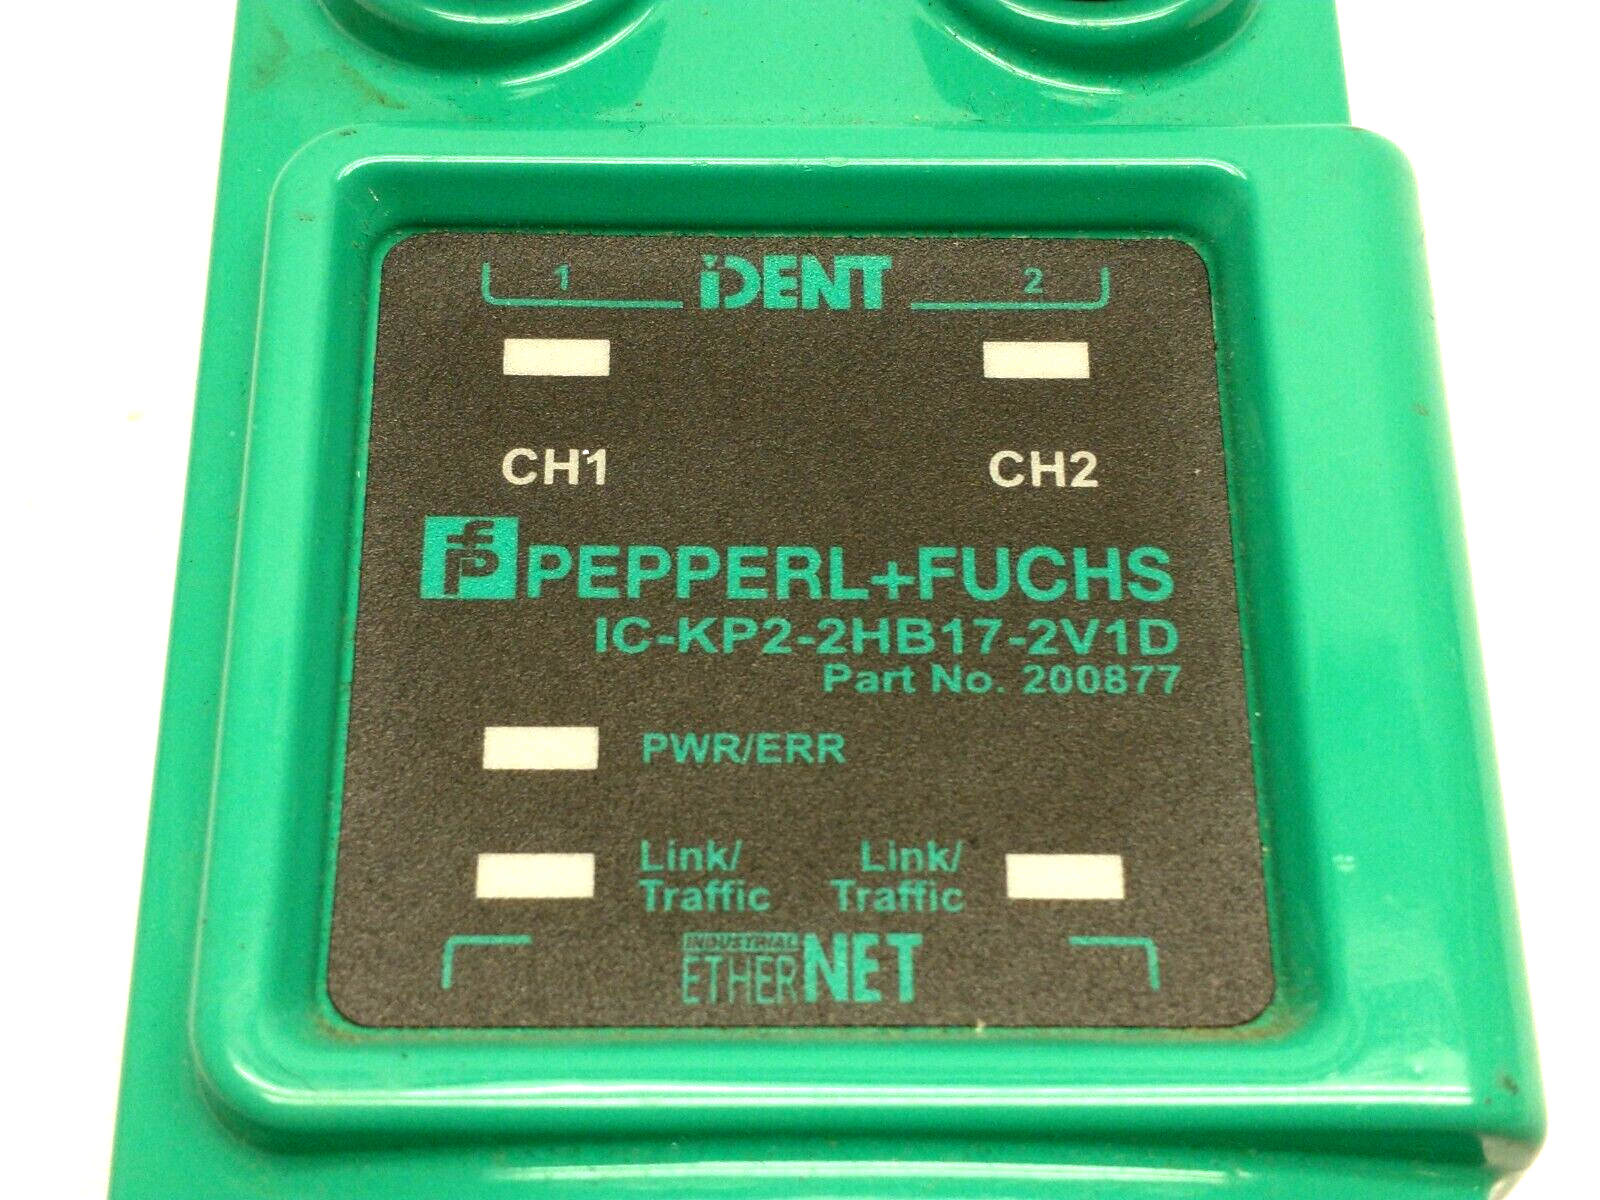 1 iDENT 2
CH1 CH2
PEPPERL+FUCHS
IC-KP2-2HB17-2V1D
Part No. 200877
PWR/ERR
Link/ Link/
Traffic Traffic
INDUSTRIAL
ETHERNET